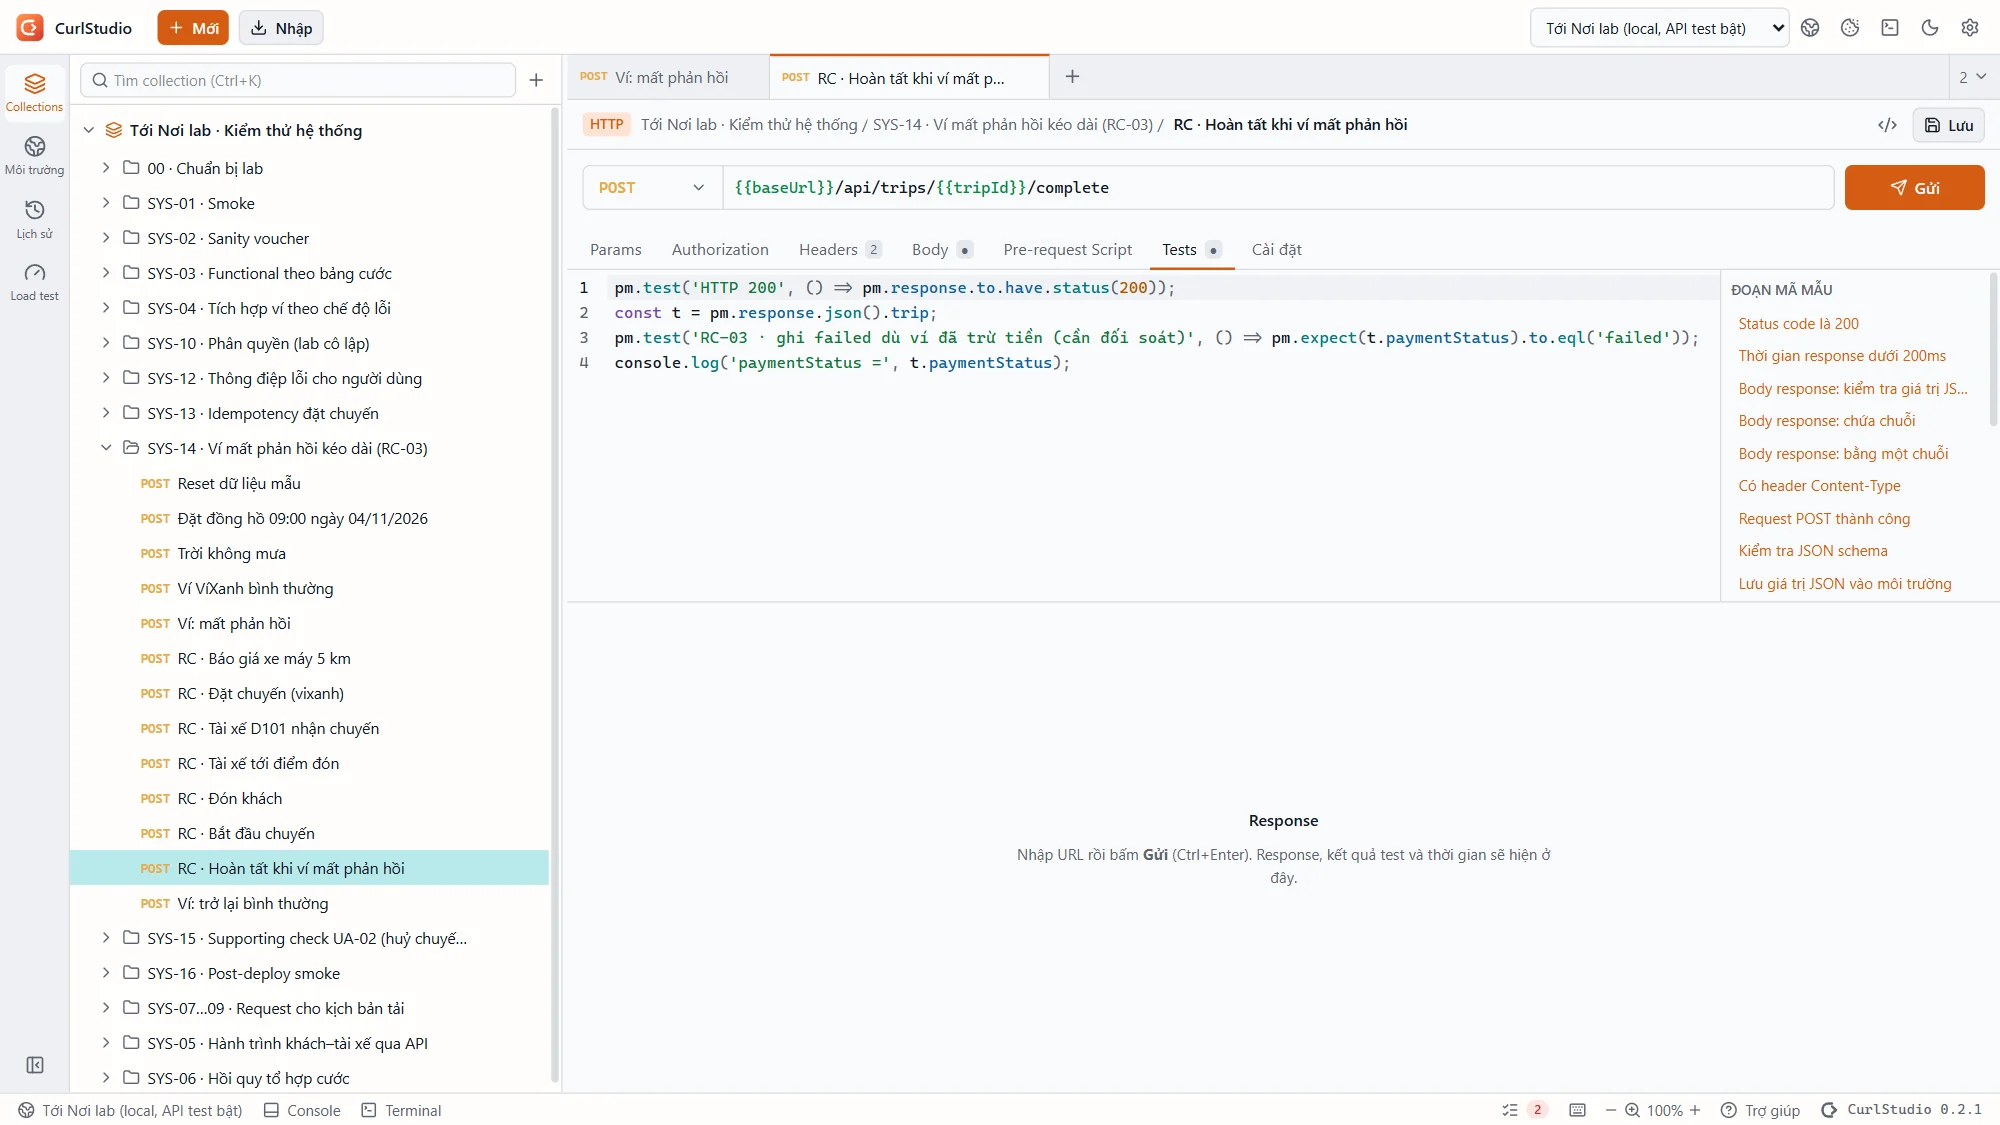 CurlStudio
Mới
Nhập
Tới Nơi lab (local, API test bật)
Collections
Môi trường
Lịch sử
Load test
Tìm collection (Ctrl+K)
Tới Nơi lab · Kiểm thử hệ thống
00 · Chuẩn bị lab
SYS-01 · Smoke
SYS-02 · Sanity voucher
SYS-03 · Functional theo bảng cước
SYS-04 · Tích hợp ví theo chế độ lỗi
SYS-10 · Phân quyền (lab cô lập)
SYS-12 · Thông điệp lỗi cho người dùng
SYS-13 · Idempotency đặt chuyến
SYS-14 · Ví mất phản hồi kéo dài (RC-03)
POST Reset dữ liệu mẫu
POST Đặt đồng hồ 09:00 ngày 04/11/2026
POST Trời không mưa
POST Ví VíXanh bình thường
POST Ví: mất phản hồi
POST RC · Báo giá xe máy 5 km
POST RC · Đặt chuyến (vixanh)
POST RC · Tài xế D101 nhận chuyến
POST RC · Tài xế tới điểm đón
POST RC · Đón khách
POST RC · Bắt đầu chuyến
POST RC · Hoàn tất khi ví mất phản hồi
POST Ví: trở lại bình thường
SYS-15 · Supporting check UA-02 (huỷ chuyế...
SYS-16 · Post-deploy smoke
SYS-07...09 · Request cho kịch bản tải
SYS-05 · Hành trình khách–tài xế qua API
SYS-06 · Hồi quy tổ hợp cước
POST Ví: mất phản hồi
POST RC · Hoàn tất khi ví mất p...
2
HTTP Tới Nơi lab · Kiểm thử hệ thống / SYS-14 · Ví mất phản hồi kéo dài (RC-03) / RC · Hoàn tất khi ví mất phản hồi
Lưu
POST
{{baseUrl}}/api/trips/{{tripId}}/complete
Gửi
Params
Authorization
Headers 2
Body
Pre-request Script
Tests
Cài đặt
1 pm.test('HTTP 200', () => pm.response.to.have.status(200));
2 const t = pm.response.json().trip;
3 pm.test('RC-03 · ghi failed dù ví đã trừ tiền (cần đối soát)', () => pm.expect(t.paymentStatus).to.eql('failed'));
4 console.log('paymentStatus =', t.paymentStatus);
ĐOẠN MÃ MẪU
Status code là 200
Thời gian response dưới 200ms
Body response: kiểm tra giá trị JS...
Body response: chứa chuỗi
Body response: bằng một chuỗi
Có header Content-Type
Request POST thành công
Kiểm tra JSON schema
Lưu giá trị JSON vào môi trường
Response
Nhập URL rồi bấm Gửi (Ctrl+Enter). Response, kết quả test và thời gian sẽ hiện ở
đây.
Tới Nơi lab (local, API test bật)
Console
Terminal
2
100%
Trợ giúp
CurlStudio 0.2.1